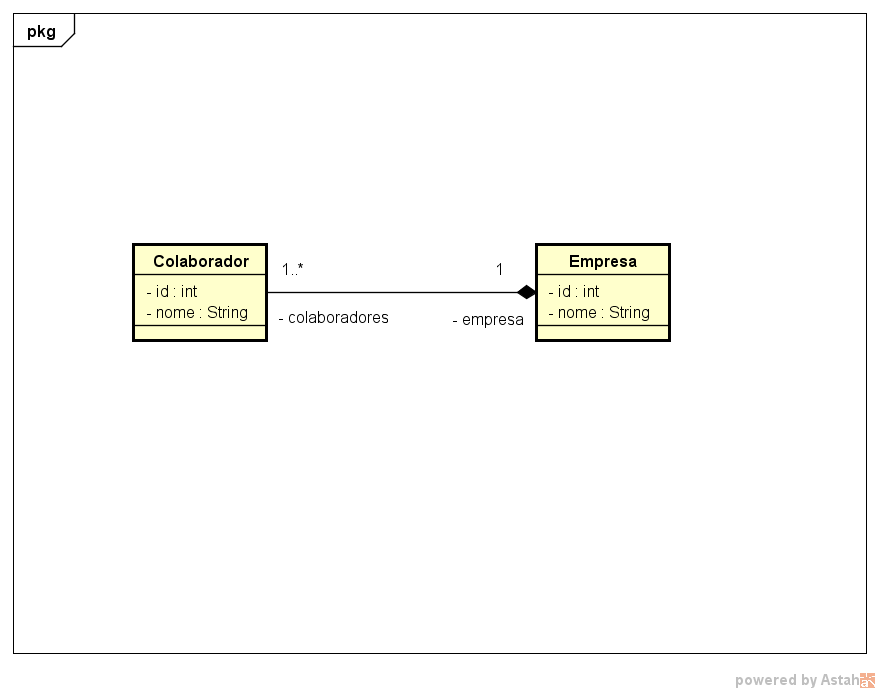 pkg
Colaborador
- id : int
- nome : String
1..*
- colaboradores
1
- empresa
Empresa
- id : int
- nome : String
powered by Astah